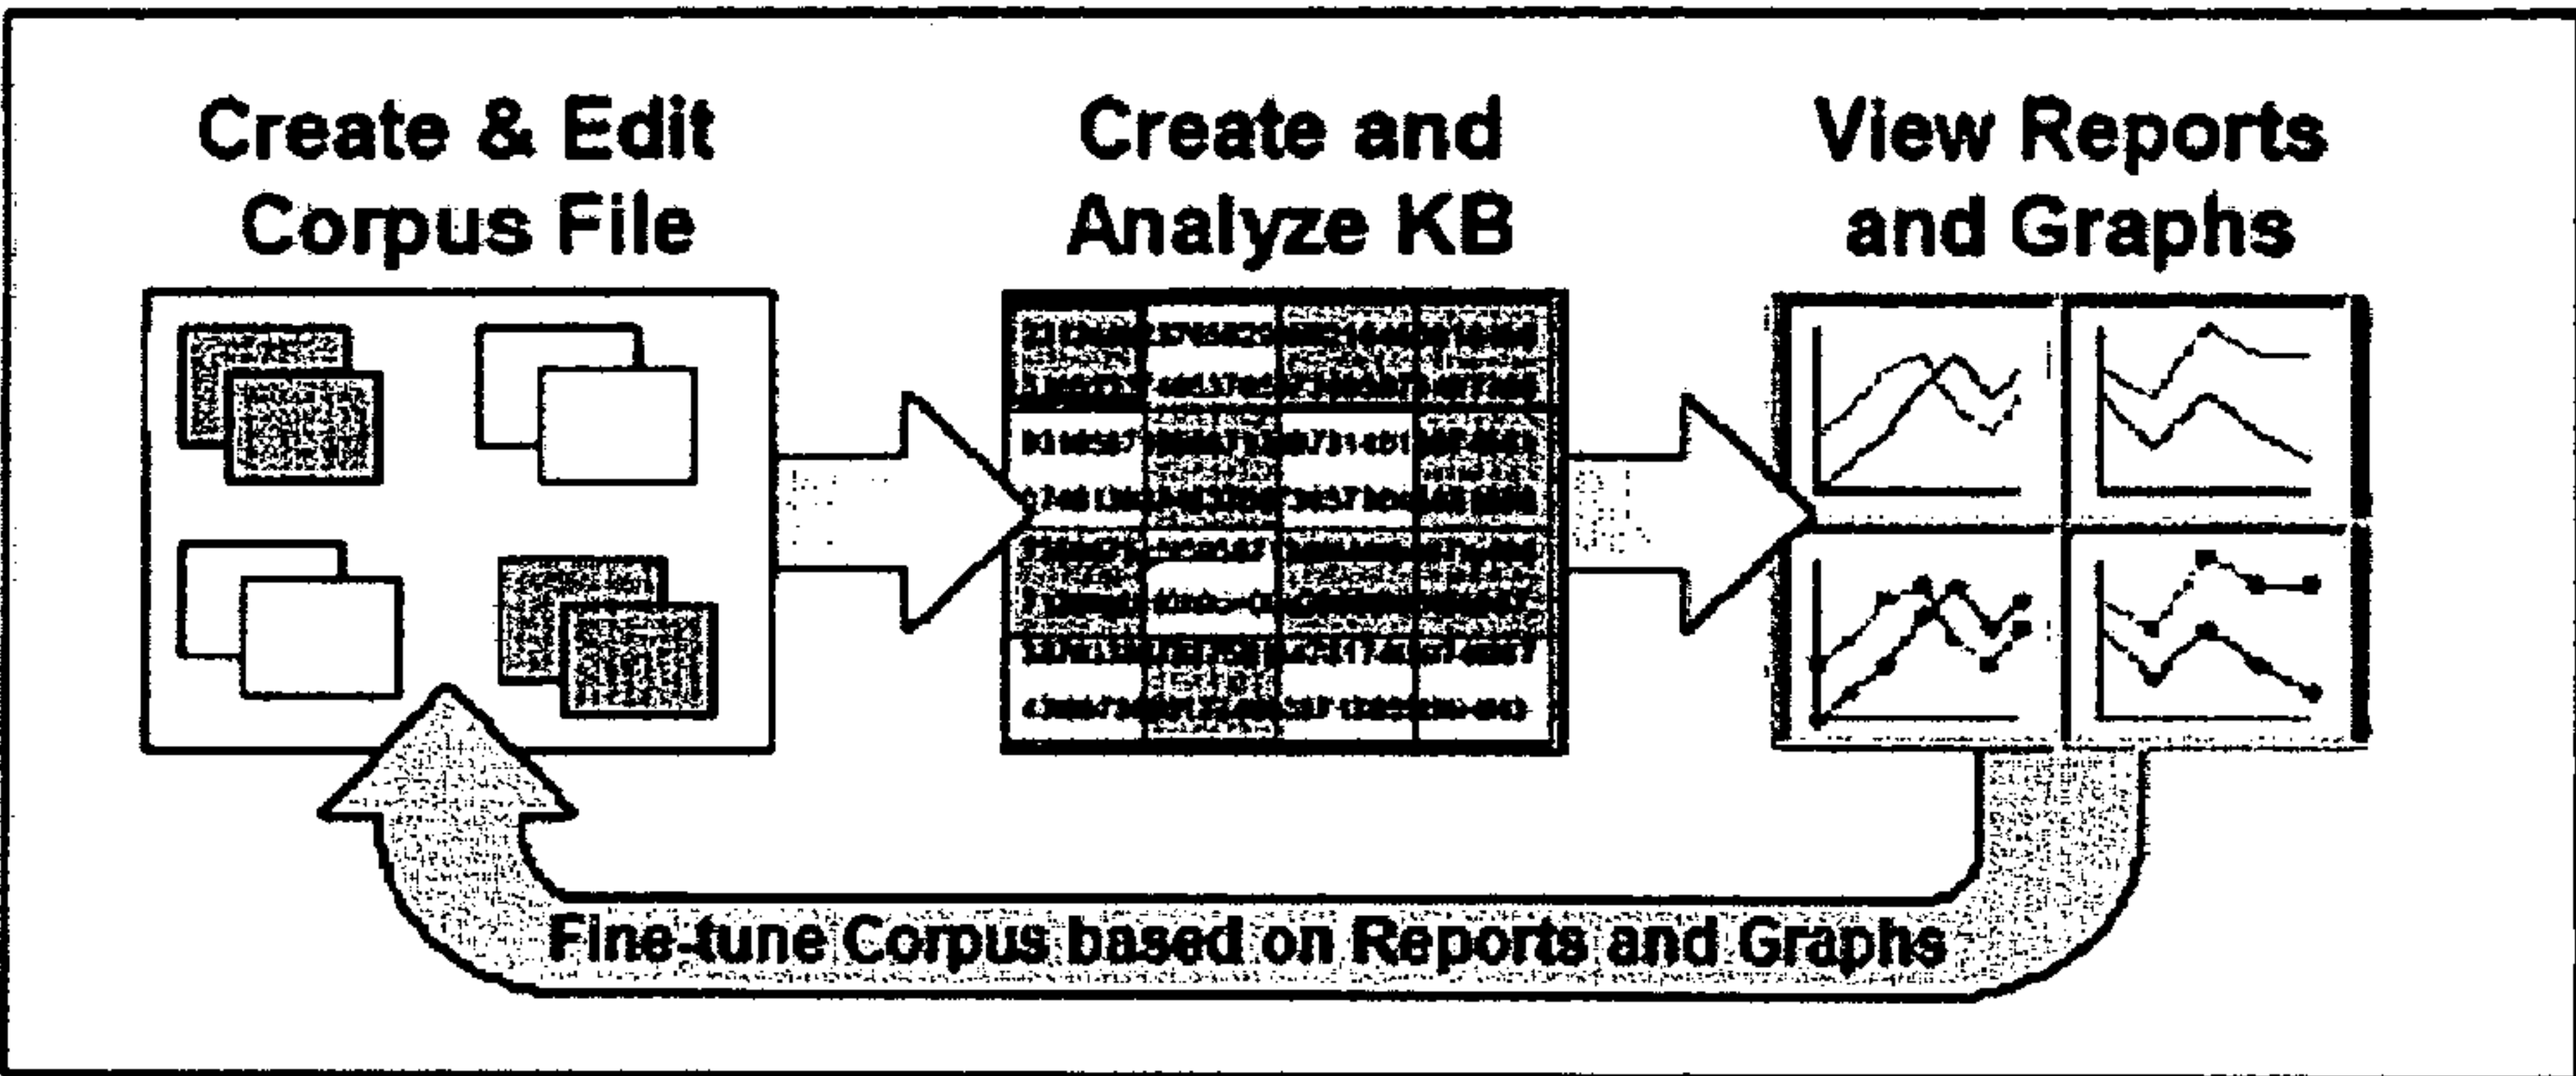 Create & Edit
Corpus File
Create and
Analyze KB
View Reports
and Graphs
Fine-tune Corpus based on Reports and Graphs